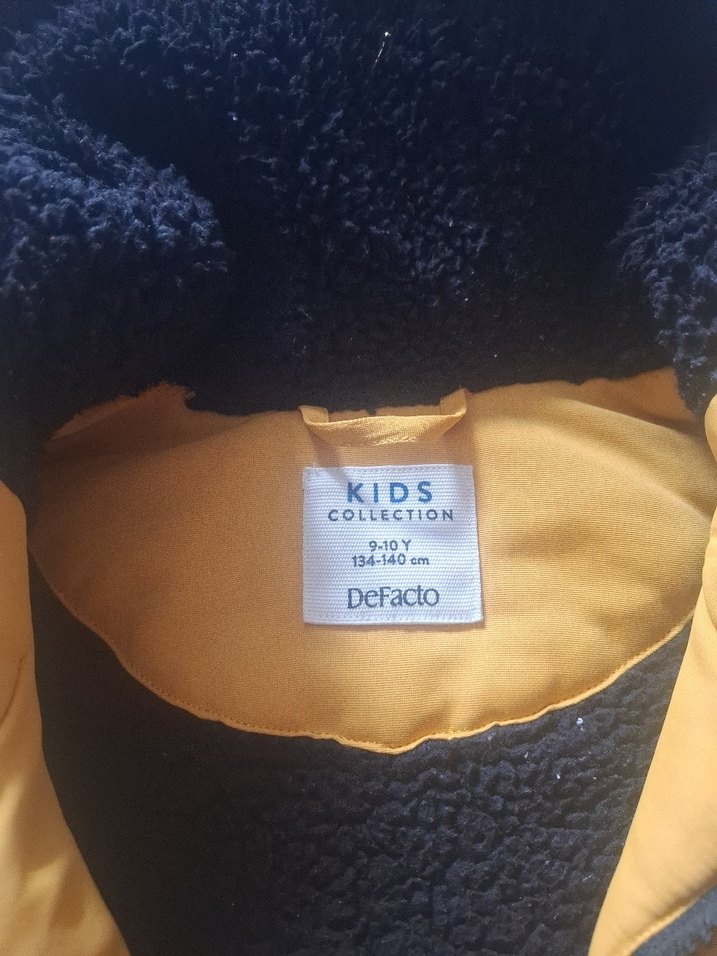 KIDS
COLLECTION
9-10 Y
134-140 cm
DeFacto